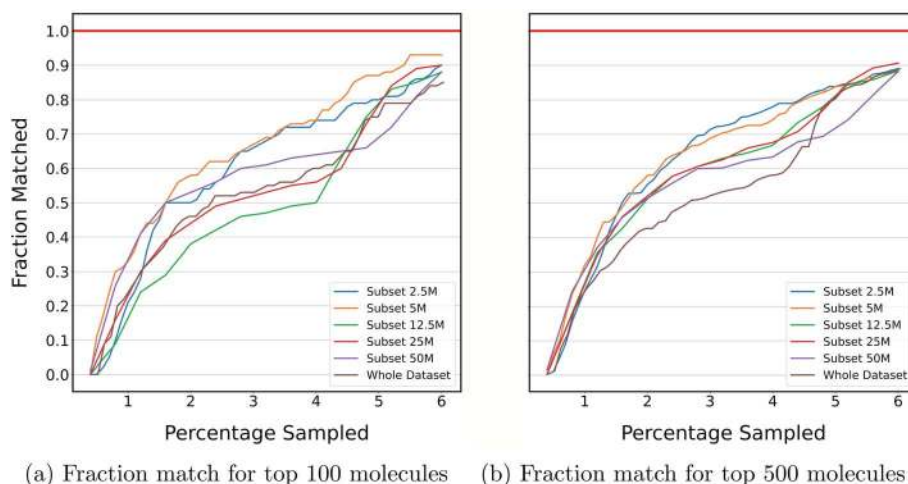 1.0
0.9
0.8
0.7
0.6
0.5
0.4
0.3
0.2
0.1
0.0
Fraction Matched
1 2 3 4 5 6
Percentage Sampled
Subset 2.5M
Subset 5M
Subset 12.5M
Subset 25M
Subset 50M
Whole Dataset
(a) Fraction match for top 100 molecules
1 2 3 4 5 6
Percentage Sampled
Subset 2.5M
Subset 5M
Subset 12.5M
Subset 25M
Subset 50M
Whole Dataset
(b) Fraction match for top 500 molecules